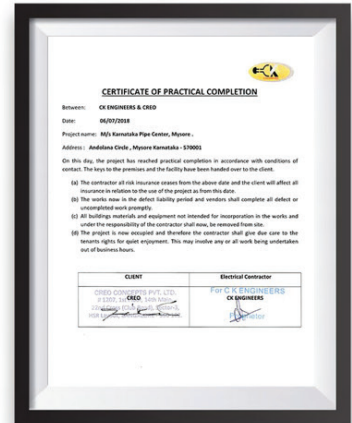 CERTIFICATE OF PRACTICAL COMPLETION
Between: CK ENGINEERS & CREO
Date: 06/07/2018
Project name: M/s Karnataka Pipe Center, Mysore .
Address : Andolana Circle , Mysore Karnataka - 570001
On this day, the project has reached practical completion in accordance with conditions of
contact. The keys to the premises and the facility have been handed over to the client.
(a) The contractor all risk insurance ceases from the above date and the client will affect all
insurance in relation to the use of the project as from this date.
(b) The works now in the defect liability period and vendors shall complete all defect or
uncompleted work promptly.
(c) All buildings materials and equipment not intended for incorporation in the works and
under the responsibility of the contractor shall now, be removed from site.
(d) The project is now occupied and therefore the contractor shall give due care to the
tenants rights for quiet enjoyment. This may involve any or all work being undertaken
out of business hours.
CLIENT
CREO CONCEPTS PVT. LTD.
CREO
Electrical Contractor
For C K ENGINEERS
CK ENGINEERS